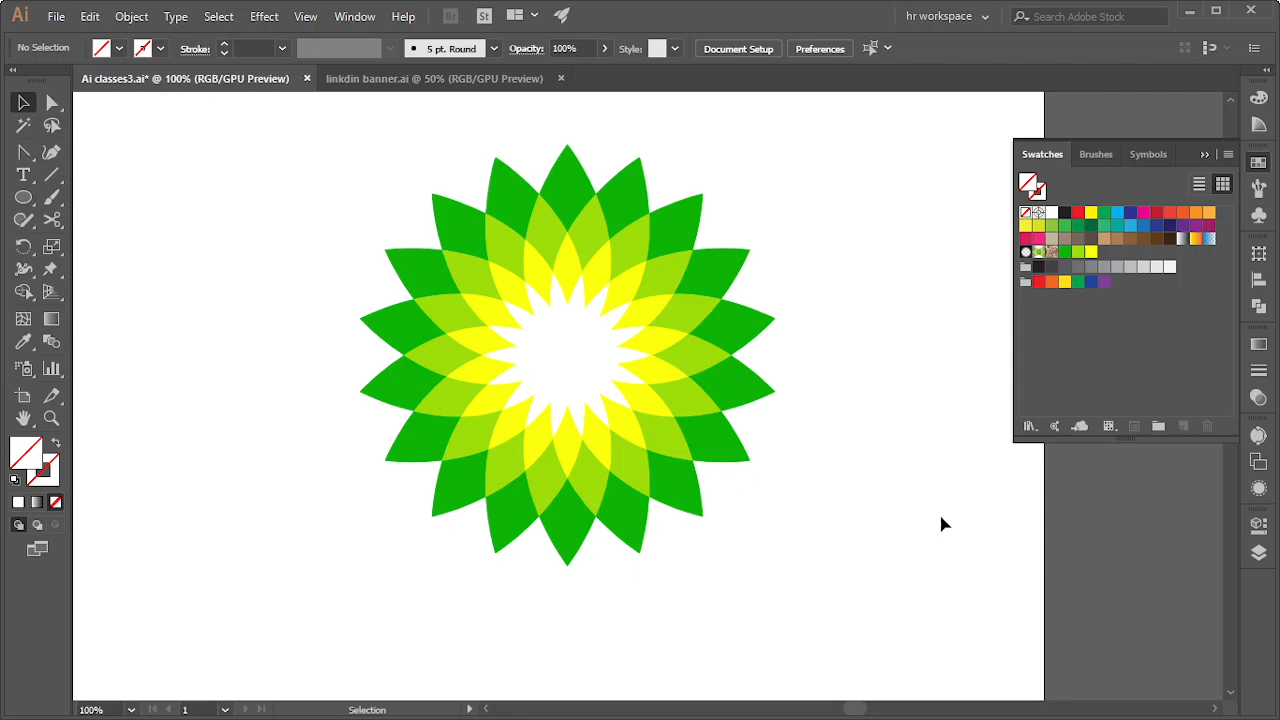 Ai File Edit Object Type Select Effect View Window Help Br St hr workspace Search Adobe Stock
No Selection Stroke: 5 pt. Round Opacity: 100% Style: Document Setup Preferences
Ai classes3.ai* @ 100% (RGB/GPU Preview) × linkdin banner.ai @ 50% (RGB/GPU Preview) ×
Swatches Brushes Symbols
T
100% 1 Selection